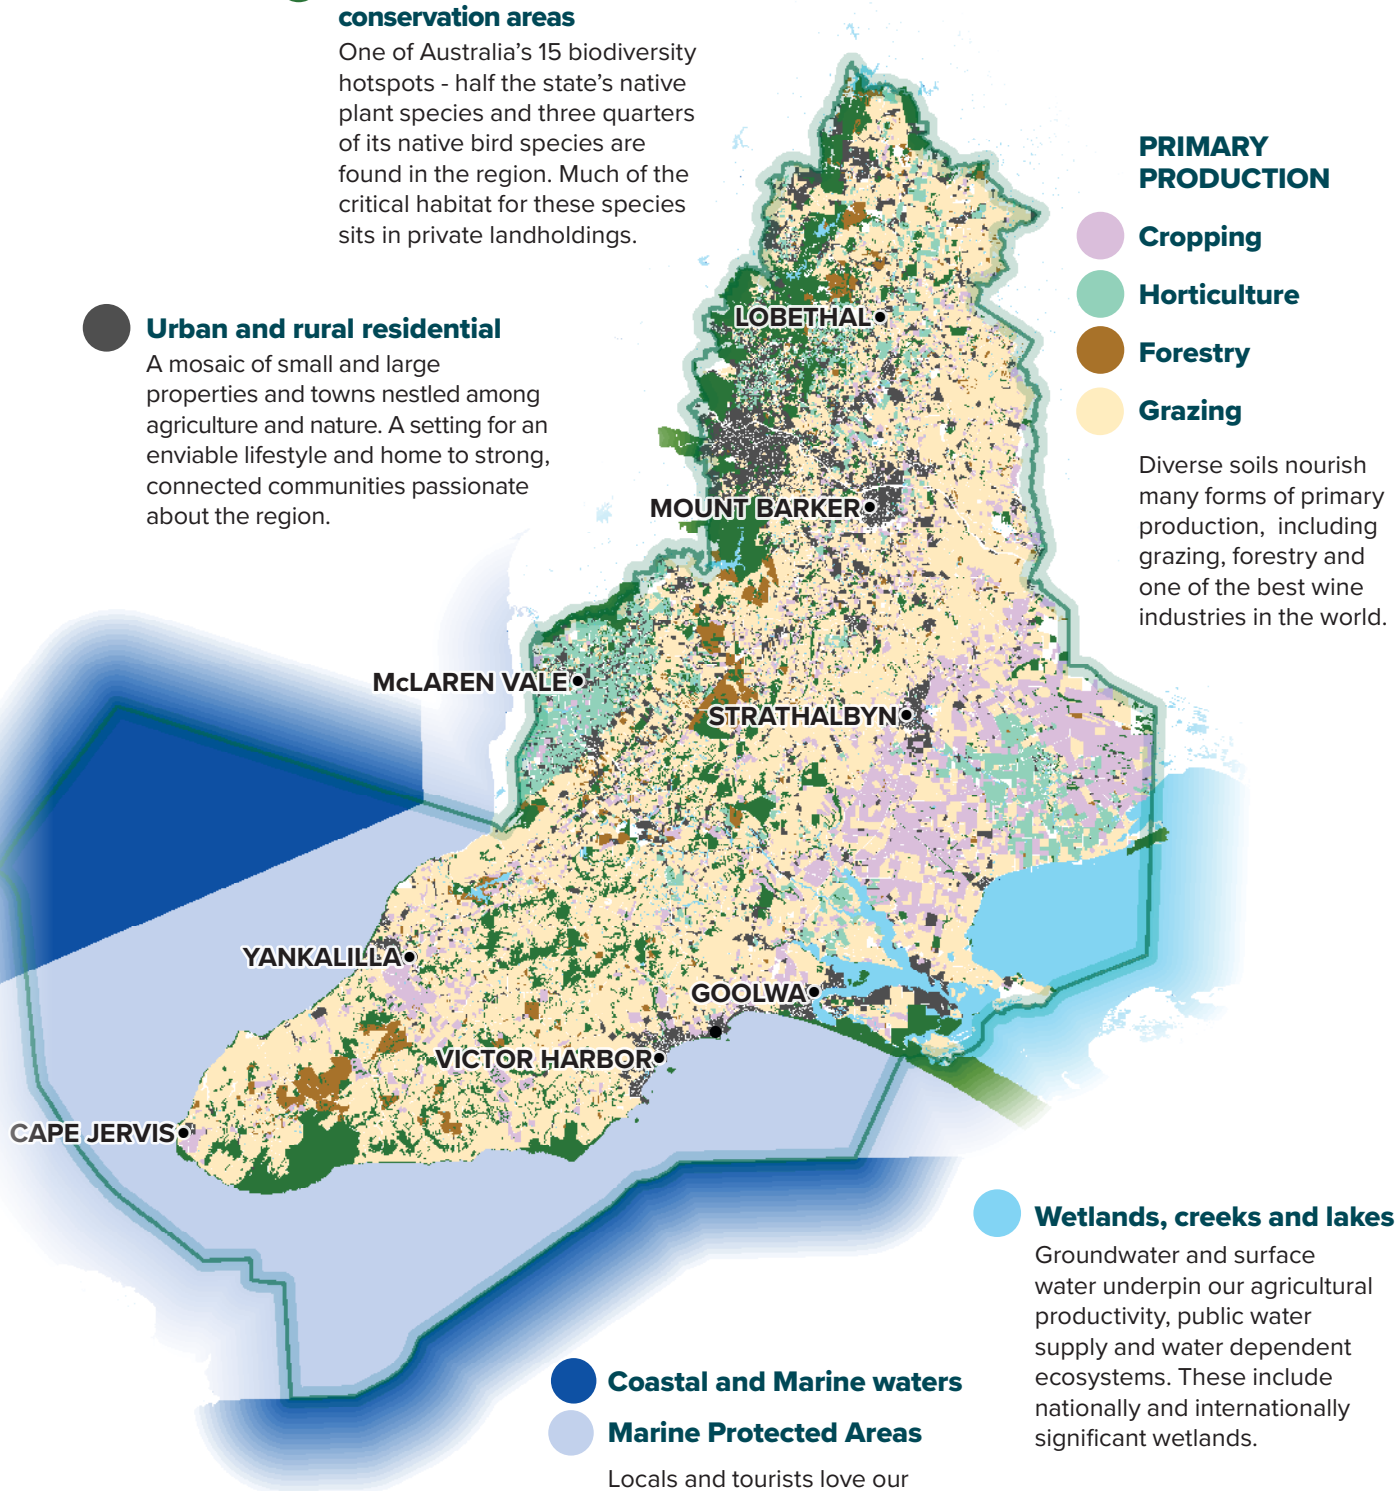 conservation areas
One of Australia's 15 biodiversity
hotspots - half the state's native
plant species and three quarters
of its native bird species are
found in the region. Much of the
critical habitat for these species
sits in private landholdings.
Urban and rural residential
A mosaic of small and large
properties and towns nestled among
agriculture and nature. A setting for an
enviable lifestyle and home to strong,
connected communities passionate
about the region.
PRIMARY
PRODUCTION
Cropping
Horticulture
Forestry
Grazing
Diverse soils nourish
many forms of primary
production, including
grazing, forestry and
one of the best wine
industries in the world.
LOBETHAL
MOUNT BARKER
McLAREN VALE
STRATHALBYN
YANKALILLA
GOOLWA
VICTOR HARBOR
CAPE JERVIS
Wetlands, creeks and lakes
Groundwater and surface
water underpin our agricultural
productivity, public water
supply and water dependent
ecosystems. These include
nationally and internationally
significant wetlands.
Coastal and Marine waters
Marine Protected Areas
Locals and tourists love our